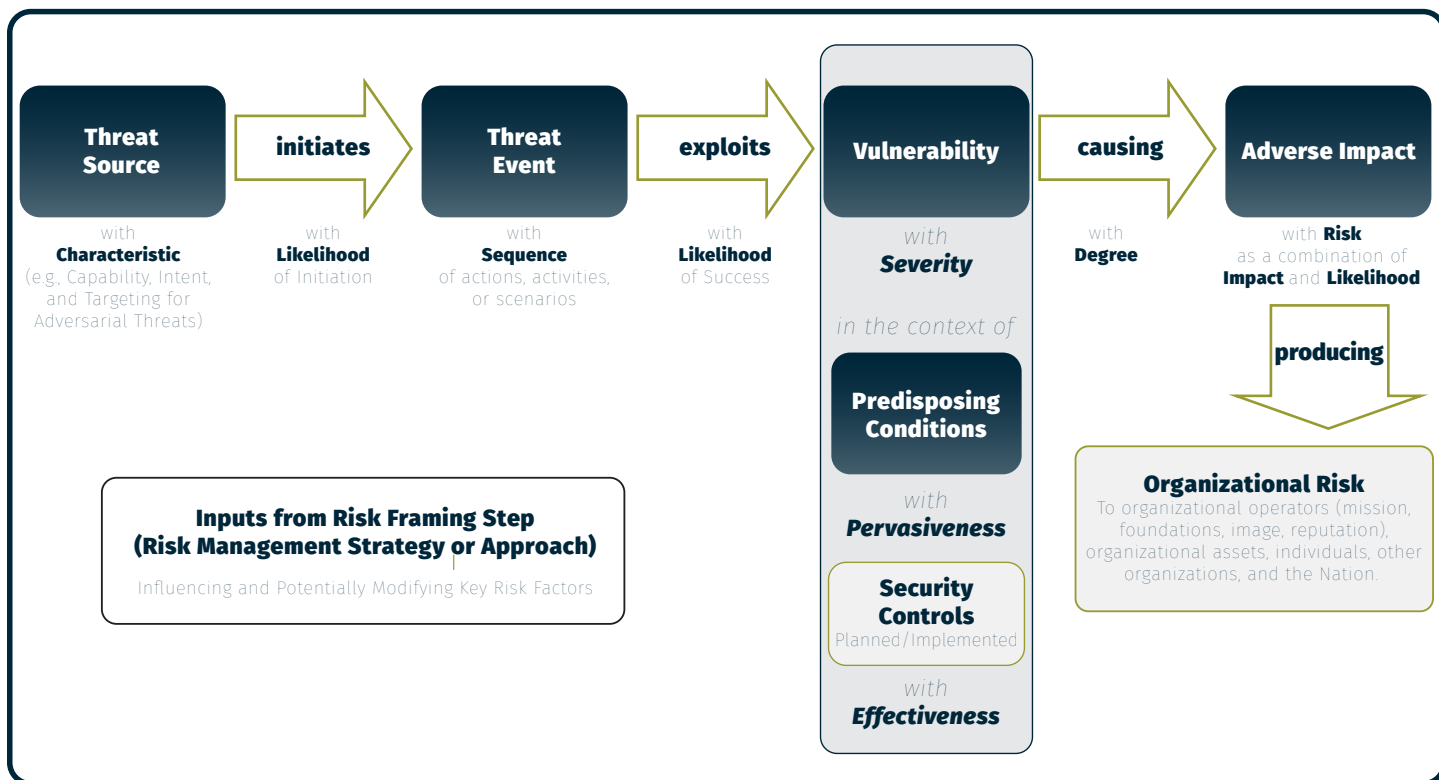 Threat
Source
initiates
Threat
Event
exploits
Vulnerability
causing
Adverse Impact
with
Characteristic
(e.g., Capability, Intent,
and Targeting for
Adversarial Threats)
with
Likelihood
of Initiation
with
Sequence
of actions, activities,
or scenarios
with
Likelihood
of Success
with
Severity
with
Degree
with Risk
as a combination of
Impact and Likelihood
in the context of
Predisposing
Conditions
with
Pervasiveness
Security
Controls
Planned/Implemented
with
Effectiveness
producing
Organizational Risk
To organizational operators (mission,
foundations, image, reputation),
organizational assets, individuals, other
organizations, and the Nation.
Inputs from Risk Framing Step
(Risk Management Strategy or Approach)
Influencing and Potentially Modifying Key Risk Factors